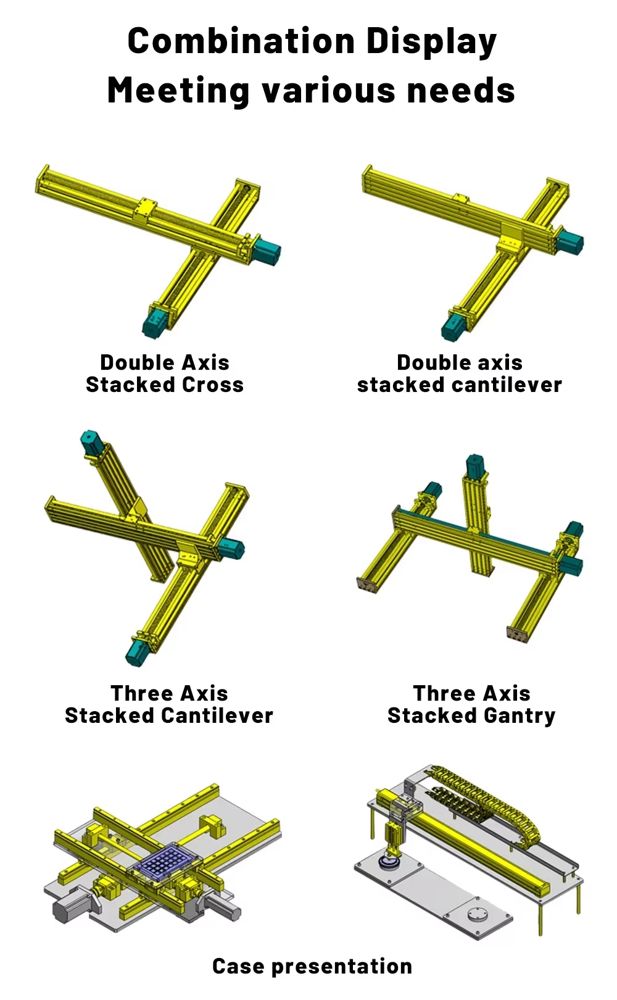 Combination Display
Meeting various needs
Double Axis
Stacked Cross
Double axis
stacked cantilever
Three Axis
Stacked Cantilever
Three Axis
Stacked Gantry
Case presentation